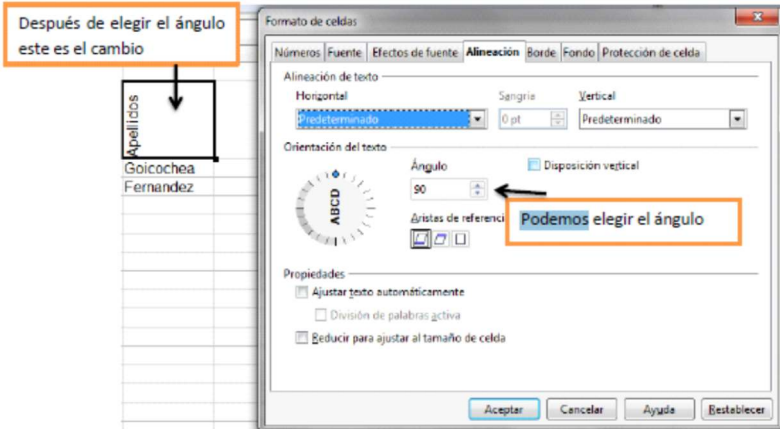 Después de elegir el ángulo
este es el cambio
Apellidos
Goicochea
Fernandez
Formato de celdas
Números Fuente Efectos de fuente Alineación Borde Fondo Protección de celda
Alineación de texto
Horizontal Sangría Vertical
Predeterminado 0 pt Predeterminado
Orientación del texto
Ángulo Disposición vertical
90
ABCD
Aristas de referenci
Podemos elegir el ángulo
Propiedades
Ajustar texto automáticamente
División de palabras activa
Reducir para ajustar al tamaño de celda
Aceptar Cancelar Ayuda Restablecer